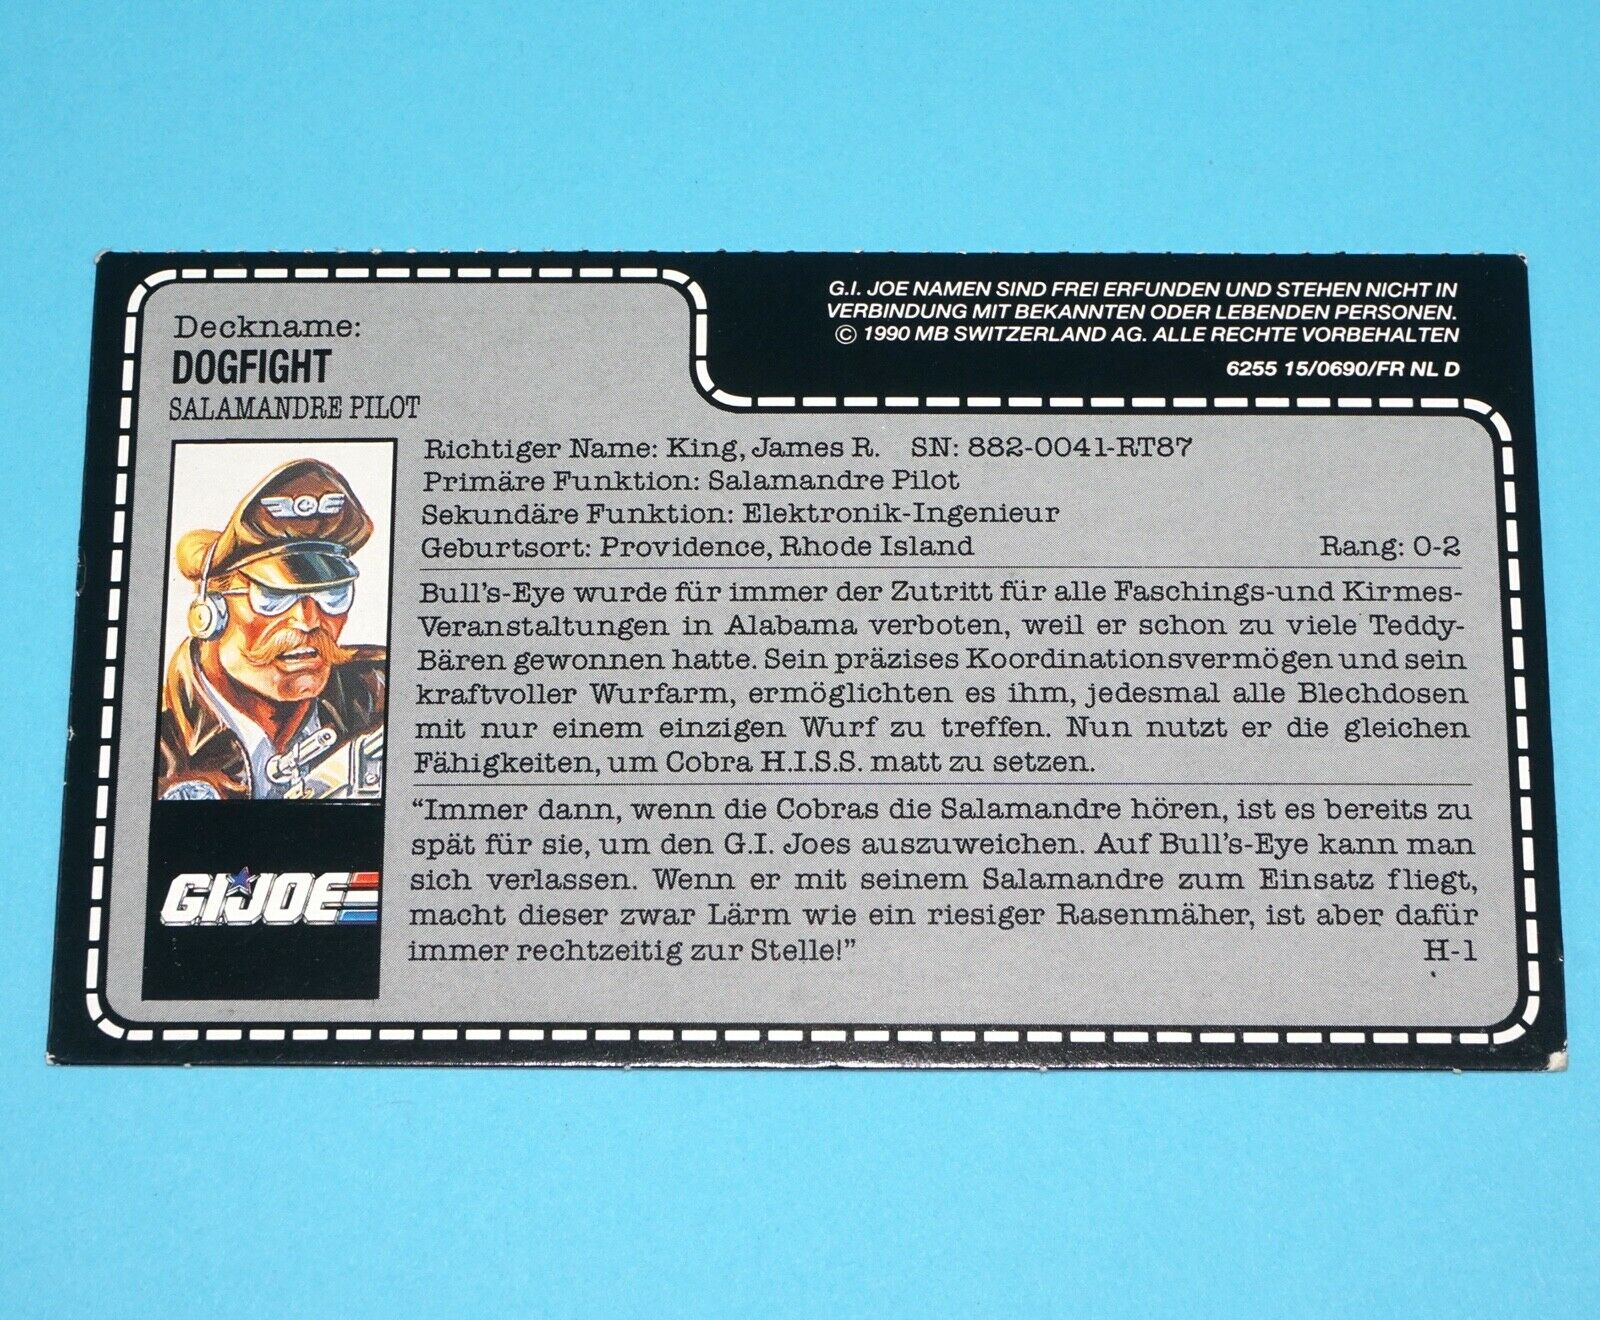 G.I. JOE NAMEN SIND FREI ERFUNDEN UND STEHEN NICHT IN
VERBINDUNG MIT BEKANNTEN ODER LEBENDEN PERSONEN.
© 1990 MB SWITZERLAND AG. ALLE RECHTE VORBEHALTEN
6255 15/0690/FR NL D
Deckname:
DOGFIGHT
SALAMANDRE PILOT
Richtiger Name: King, James R. SN: 882-0041-RT87
Primäre Funktion: Salamandre Pilot
Sekundäre Funktion: Elektronik-Ingenieur
Geburtsort: Providence, Rhode Island Rang: O-2
Bull's-Eye wurde für immer der Zutritt für alle Faschings-und Kirmes-
Veranstaltungen in Alabama verboten, weil er schon zu viele Teddy-
Bären gewonnen hatte. Sein präzises Koordinationsvermögen und sein
kraftvoller Wurfarm, ermöglichten es ihm, jedesmal alle Blechdosen
mit nur einem einzigen Wurf zu treffen. Nun nutzt er die gleichen
Fähigkeiten, um Cobra H.I.S.S. matt zu setzen.
"Immer dann, wenn die Cobras die Salamandre hören, ist es bereits zu
spät für sie, um den G.I. Joes auszuweichen. Auf Bull's-Eye kann man
sich verlassen. Wenn er mit seinem Salamandre zum Einsatz fliegt,
macht dieser zwar Lärm wie ein riesiger Rasenmäher, ist aber dafür
immer rechtzeitig zur Stelle!" H-1
G.I. JOE